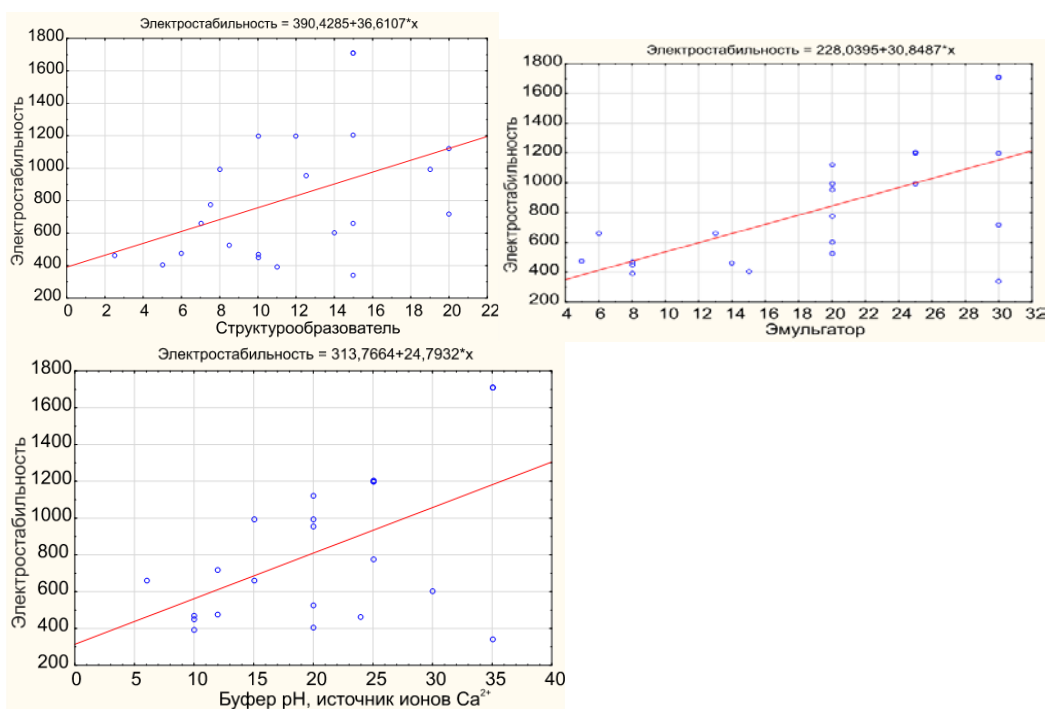 Электростабильность = 390,4285+36,6107*x
Электростабильность
1800
1600
1400
1200
1000
800
600
400
200
0 2 4 6 8 10 12 14 16 18 20 22
Структурообразователь
Электростабильность = 228,0395+30,8487*x
Электростабильность
1800
1600
1400
1200
1000
800
600
400
200
4 6 8 10 12 14 16 18 20 22 24 26 28 30 32
Эмульгатор
Электростабильность = 313,7664+24,7932*x
Электростабильность
1800
1600
1400
1200
1000
800
600
400
200
0 5 10 15 20 25 30 35 40
Буфер pH, источник ионов Ca²⁺